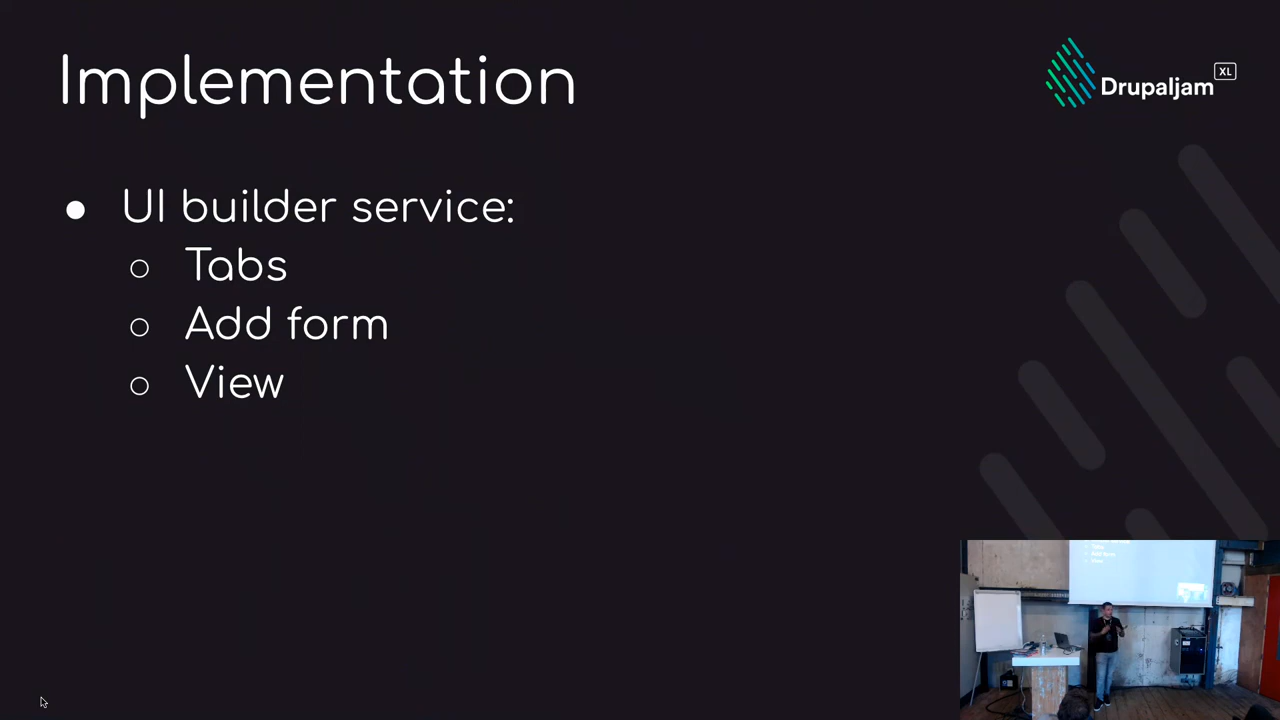 Implementation
XL
Drupaljam
● UI builder service:
○ Tabs
○ Add form
○ View